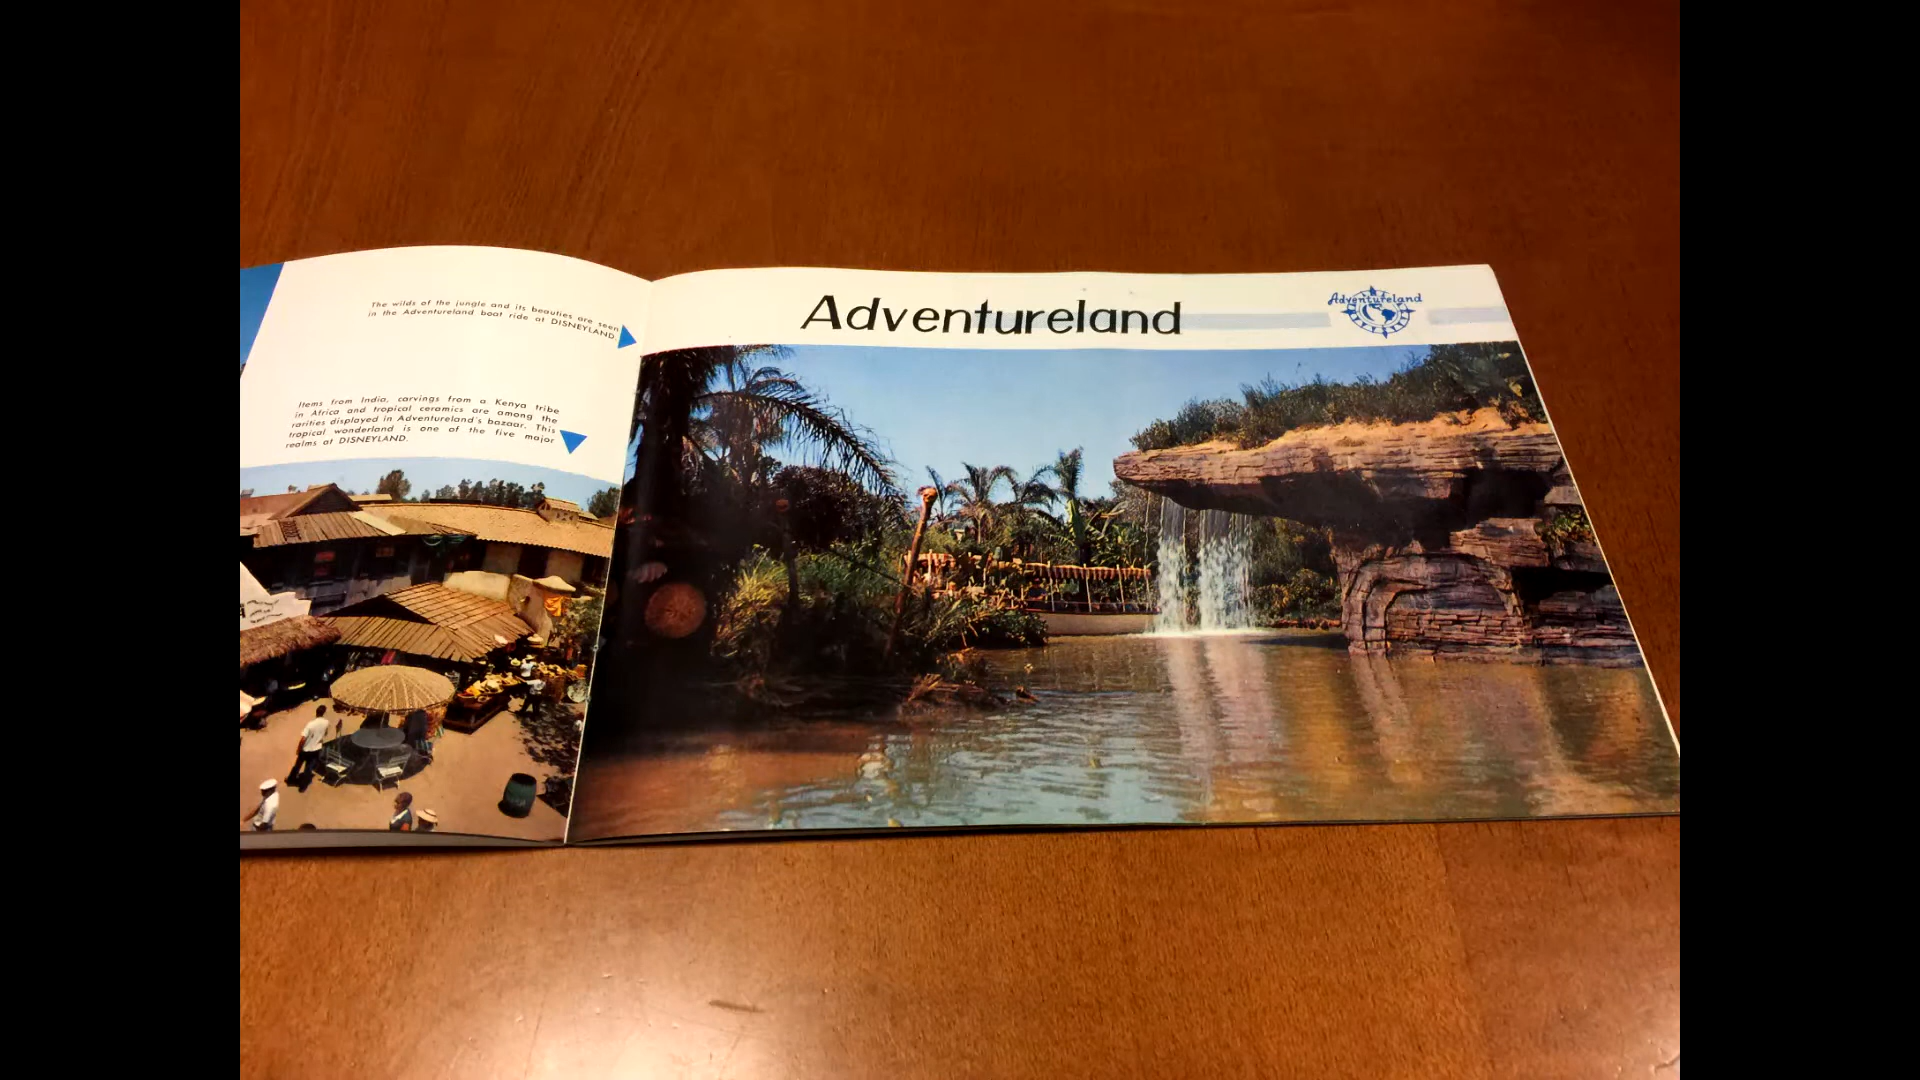 The wilds of the jungle and its beauties are seen
in the Adventureland boat ride at DISNEYLAND.
Items from India, carvings from a Kenya tribe
in Africa and tropical ceramics are among the
rarities displayed in Adventureland's bazaar. This
tropical wonderland is one of the five major
realms at DISNEYLAND.
Adventureland
Adventureland